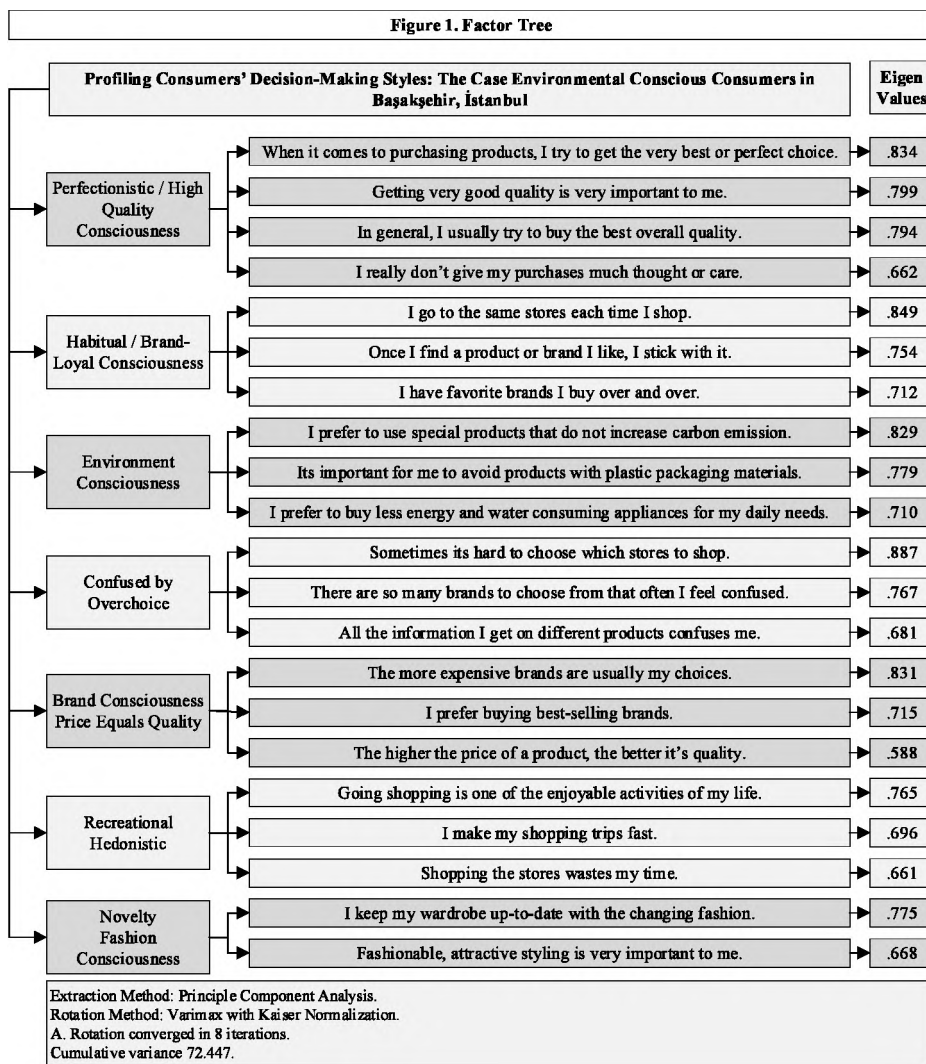 Figure 1. Factor Tree
Profiling Consumers' Decision-Making Styles: The Case Environmental Conscious Consumers in
Başakşehir, İstanbul
Eigen
Values
Perfectionistic / High
Quality
Consciousness
When it comes to purchasing products, I try to get the very best or perfect choice.
.834
Getting very good quality is very important to me.
.799
In general, I usually try to buy the best overall quality.
.794
I really don't give my purchases much thought or care.
.662
Habitual / Brand-
Loyal Consciousness
I go to the same stores each time I shop.
.849
Once I find a product or brand I like, I stick with it.
.754
I have favorite brands I buy over and over.
.712
Environment
Consciousness
I prefer to use special products that do not increase carbon emission.
.829
Its important for me to avoid products with plastic packaging materials.
.779
I prefer to buy less energy and water consuming appliances for my daily needs.
.710
Confused by
Overchoice
Sometimes its hard to choose which stores to shop.
.887
There are so many brands to choose from that often I feel confused.
.767
All the information I get on different products confuses me.
.681
Brand Consciousness
Price Equals Quality
The more expensive brands are usually my choices.
.831
I prefer buying best-selling brands.
.715
The higher the price of a product, the better it's quality.
.588
Recreational
Hedonistic
Going shopping is one of the enjoyable activities of my life.
.765
I make my shopping trips fast.
.696
Shopping the stores wastes my time.
.661
Novelty
Fashion
Consciousness
I keep my wardrobe up-to-date with the changing fashion.
.775
Fashionable, attractive styling is very important to me.
.668
Extraction Method: Principle Component Analysis.
Rotation Method: Varimax with Kaiser Normalization.
A. Rotation converged in 8 iterations.
Cumulative variance 72.447.